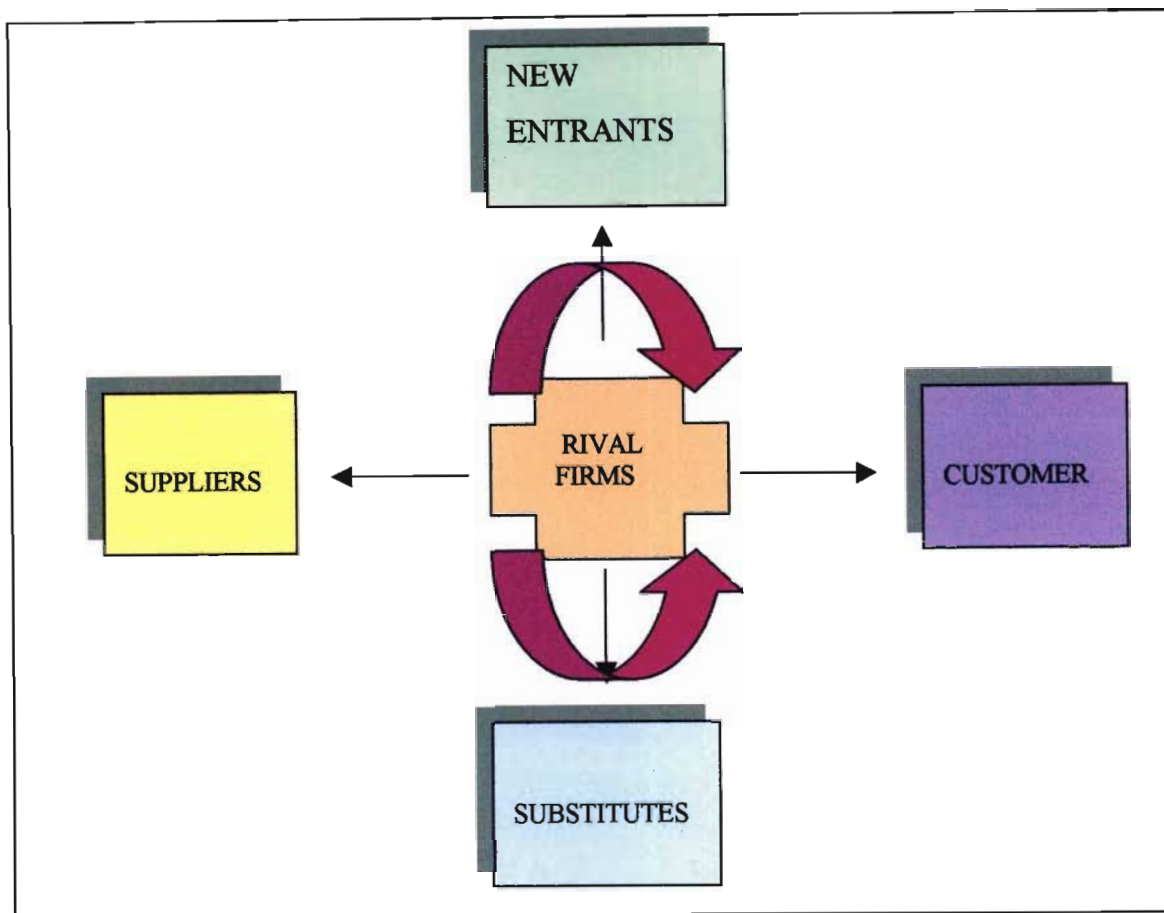 NEW
ENTRANTS
RIVAL
FIRMS
SUPPLIERS
CUSTOMER
SUBSTITUTES